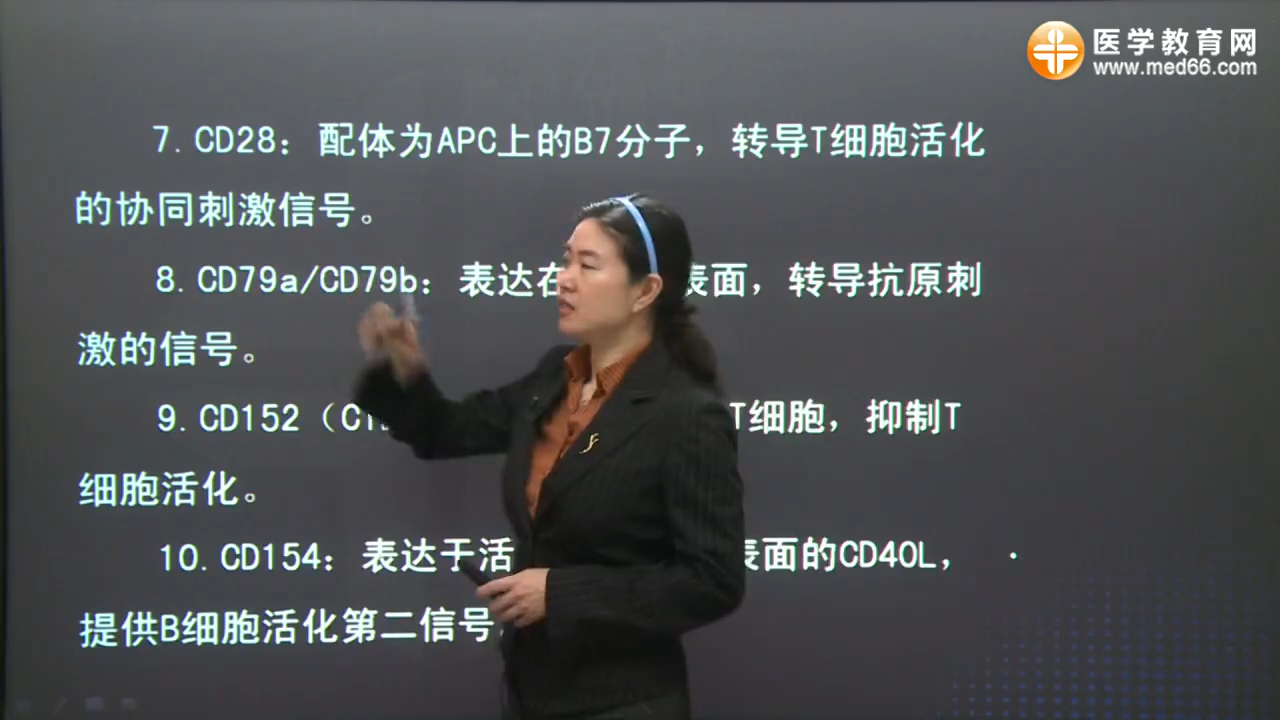 医学教育网
www.med66.com
7.CD28：配体为APC上的B7分子，转导T细胞活化
的协同刺激信号。
8.CD79a/CD79b：表达在 表面，转导抗原刺
激的信号。
9.CD152（CT T细胞，抑制T
细胞活化。
10.CD154：表达于活 表面的CD40L，
提供B细胞活化第二信号